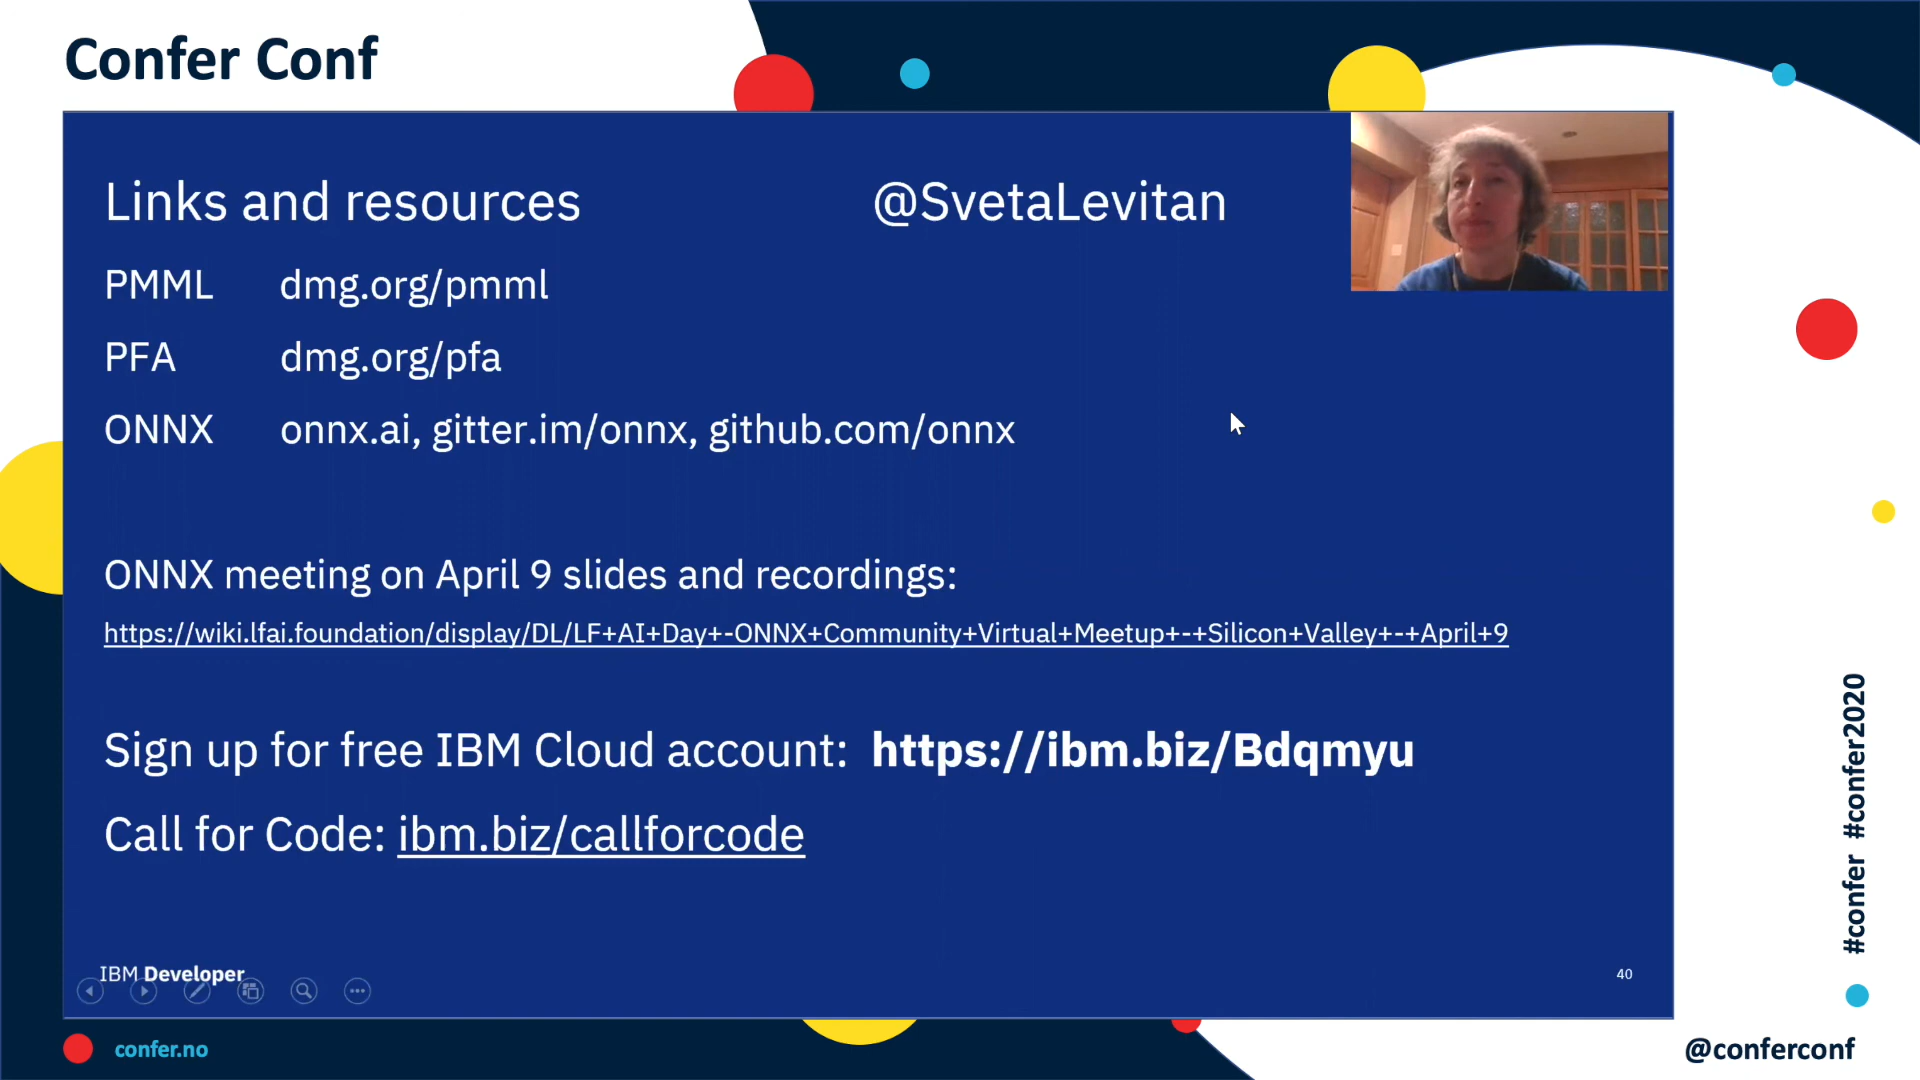 Confer Conf
Links and resources
@SvetaLevitan
PMML dmg.org/pmml
PFA dmg.org/pfa
ONNX onnx.ai, gitter.im/onnx, github.com/onnx
ONNX meeting on April 9 slides and recordings:
https://wiki.lfai.foundation/display/DL/LF+AI+Day+-ONNX+Community+Virtual+Meetup+-+Silicon+Valley+-+April+9
Sign up for free IBM Cloud account: https://ibm.biz/Bdqmyu
Call for Code: ibm.biz/callforcode
IBM Developer
40
#confer #confer2020
confer.no
@conferconf